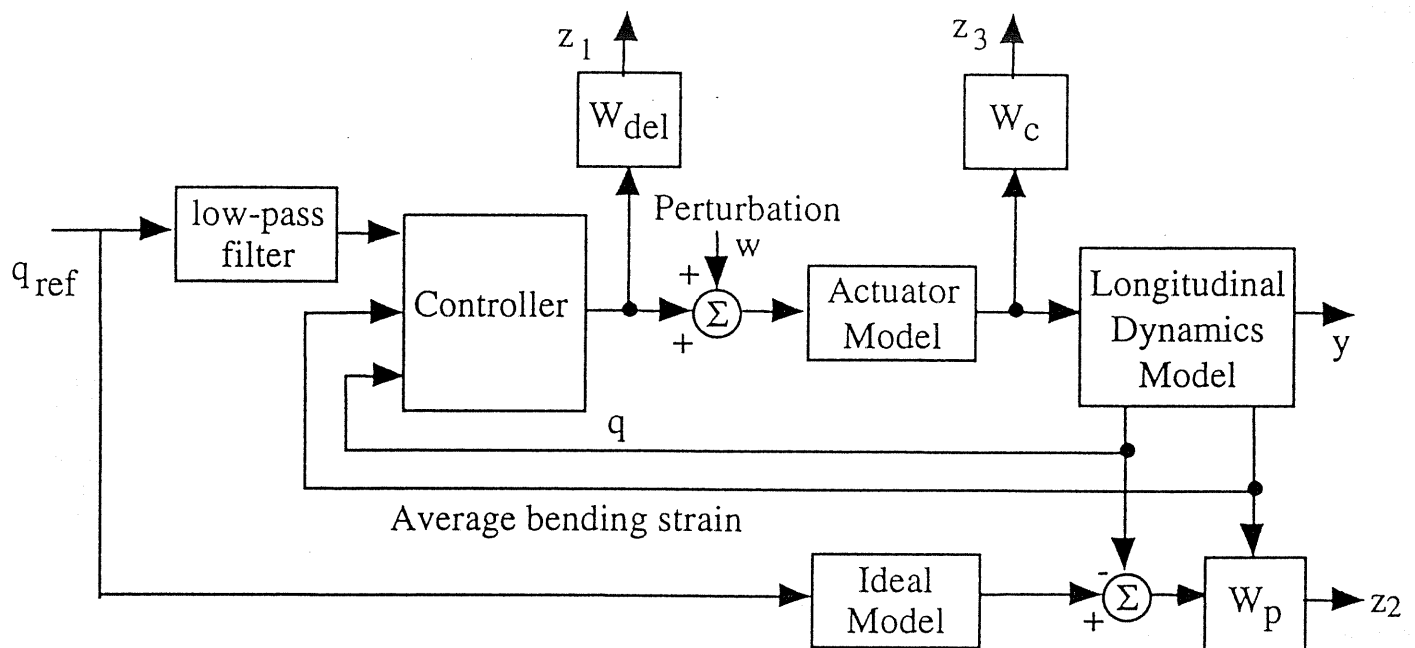 z1
z3
Wdel
Wc
low-pass
filter
Perturbation
w
qref
Controller
+
Σ
+
Actuator
Model
Longitudinal
Dynamics
Model
y
q
Average bending strain
Ideal
Model
-
+
Σ
Wp
z2